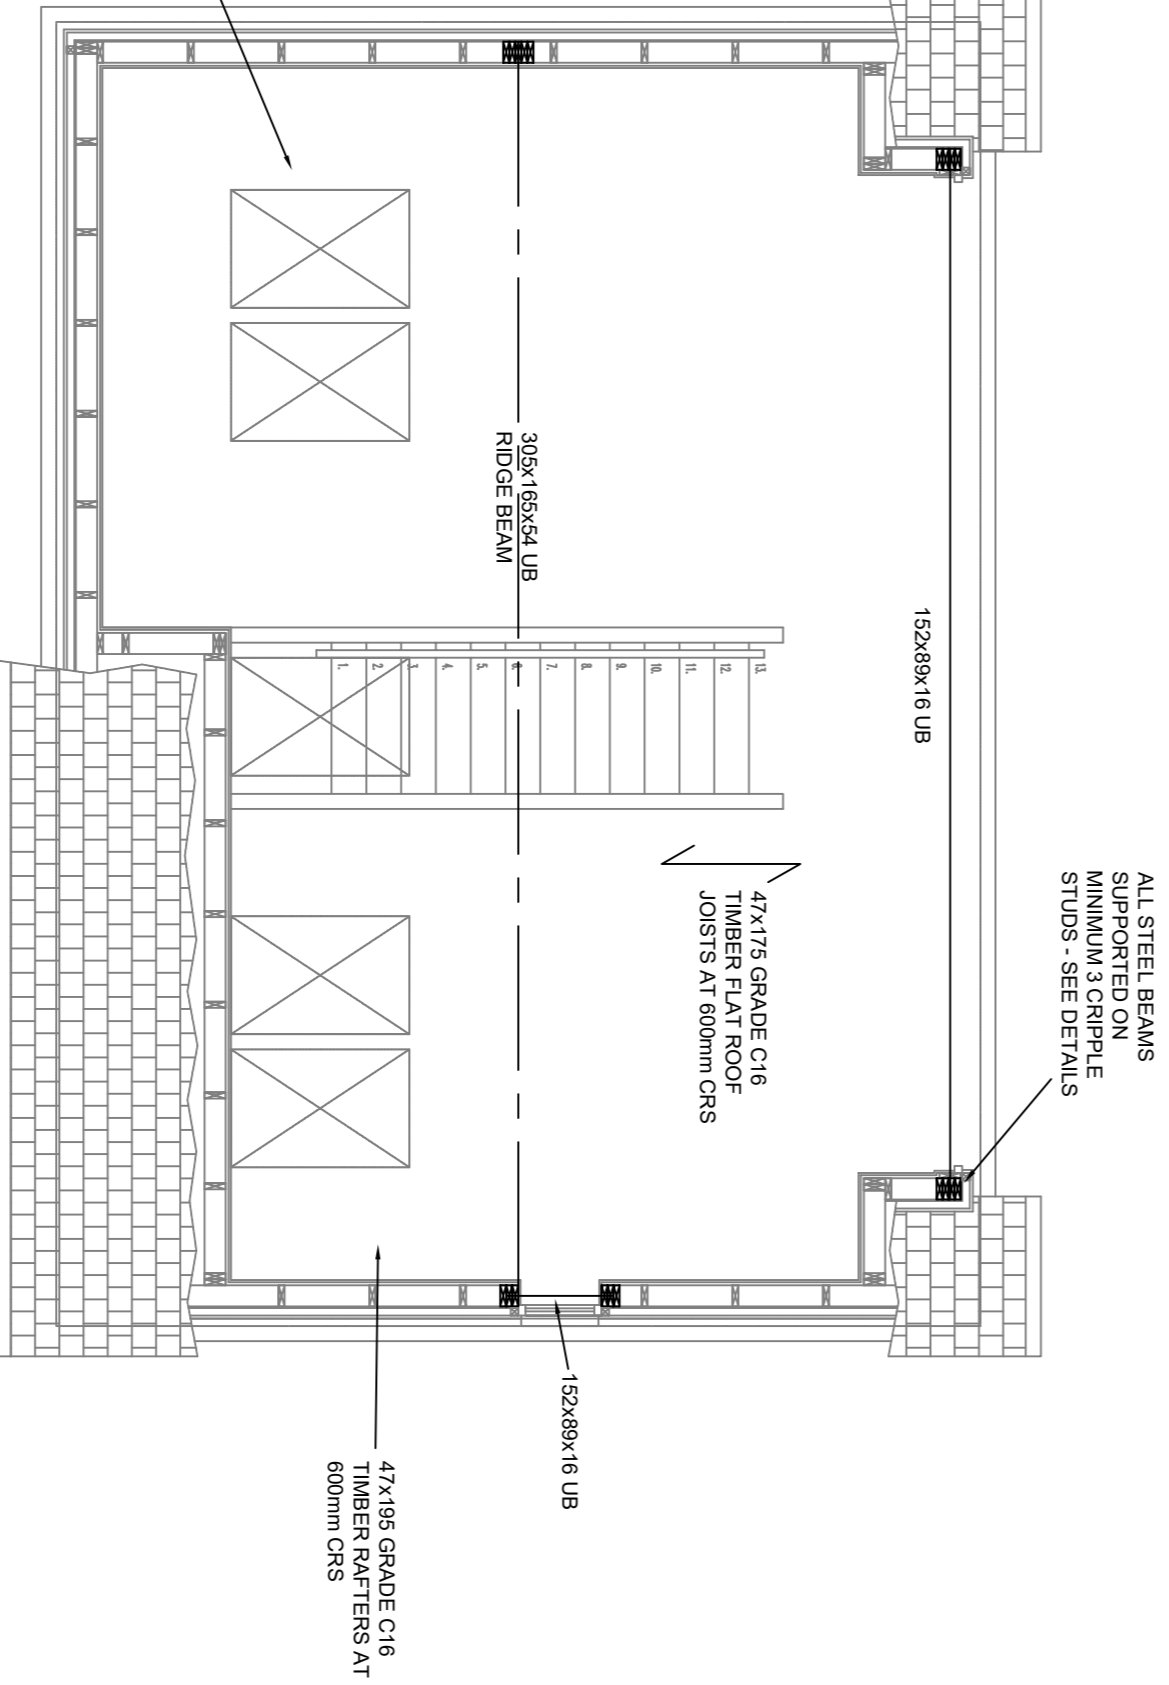 ALL STEEL BEAMS
SUPPORTED ON
MINIMUM 3 CRIPPLE
STUDS - SEE DETAILS
152x89x16 UB
47x175 GRADE C16
TIMBER FLAT ROOF
JOISTS AT 600mm CRS
13.
12.
11.
10.
9.
8.
7.
6.
5.
4.
3.
2.
1.
305x165x54 UB
RIDGE BEAM
152x89x16 UB
47x195 GRADE C16
TIMBER RAFTERS AT
600mm CRS